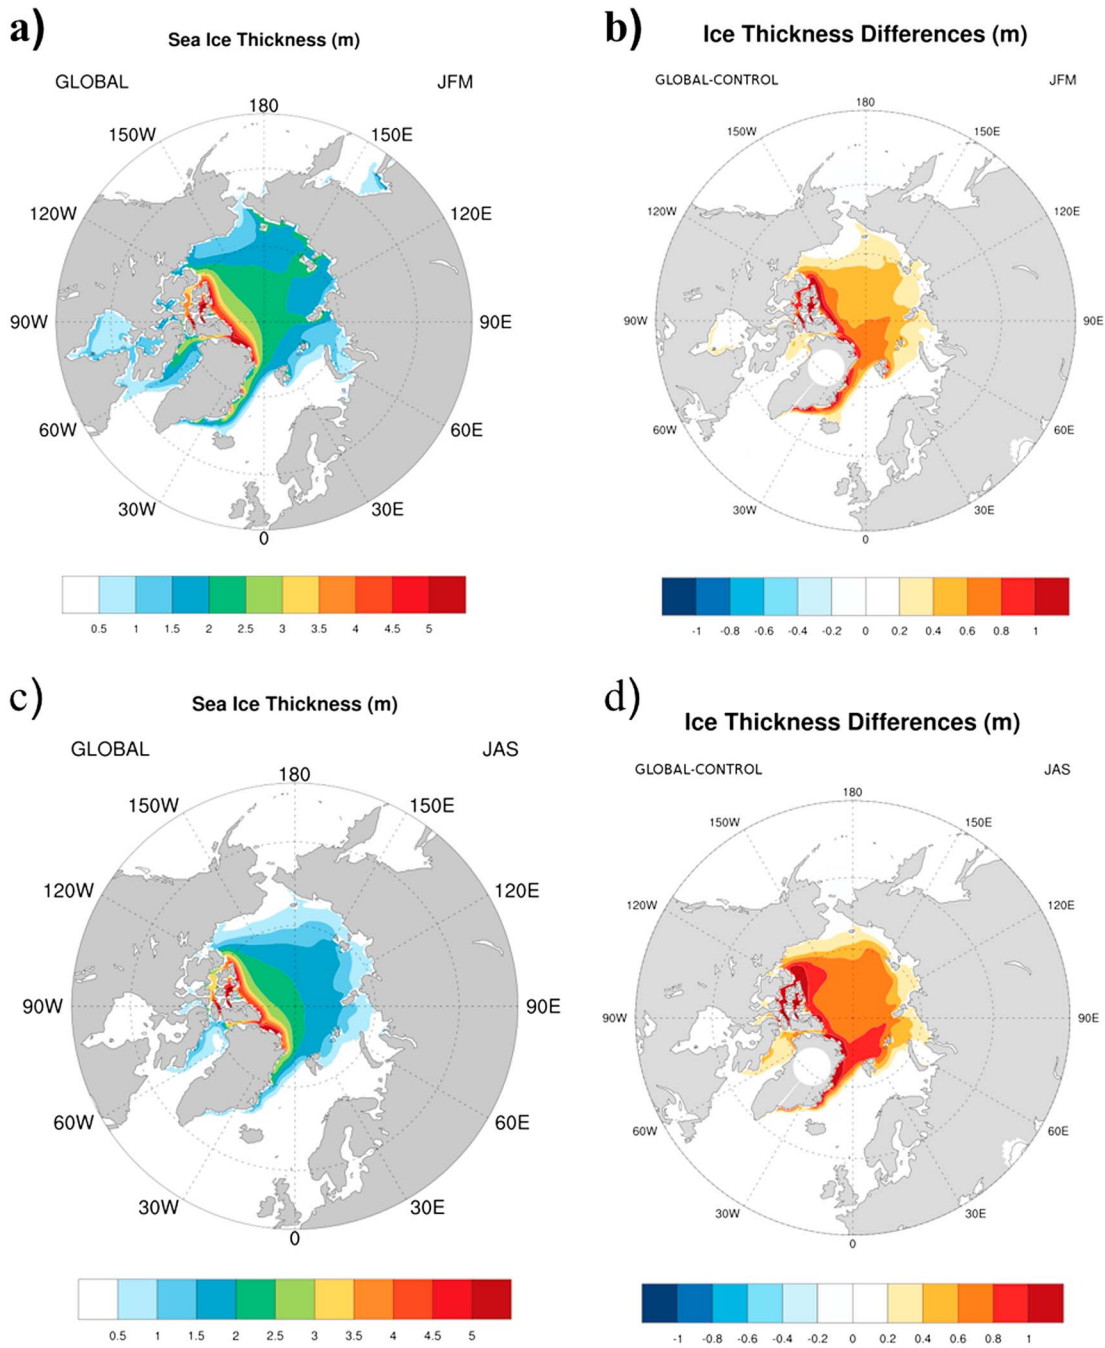 a)
Sea Ice Thickness (m)
GLOBAL JFM
180
150W 150E
120W 120E
90W 90E
60W 60E
30W 30E
0
0.5 1 1.5 2 2.5 3 3.5 4 4.5 5
b)
Ice Thickness Differences (m)
GLOBAL-CONTROL JFM
180
150W 150E
120W 120E
90W 90E
60W 60E
30W 30E
0
-1 -0.8 -0.6 -0.4 -0.2 0 0.2 0.4 0.6 0.8 1
c)
Sea Ice Thickness (m)
GLOBAL JAS
180
150W 150E
120W 120E
90W 90E
60W 60E
30W 30E
0
0.5 1 1.5 2 2.5 3 3.5 4 4.5 5
d)
Ice Thickness Differences (m)
GLOBAL-CONTROL JAS
180
150W 150E
120W 120E
90W 90E
60W 60E
30W 30E
0
-1 -0.8 -0.6 -0.4 -0.2 0 0.2 0.4 0.6 0.8 1